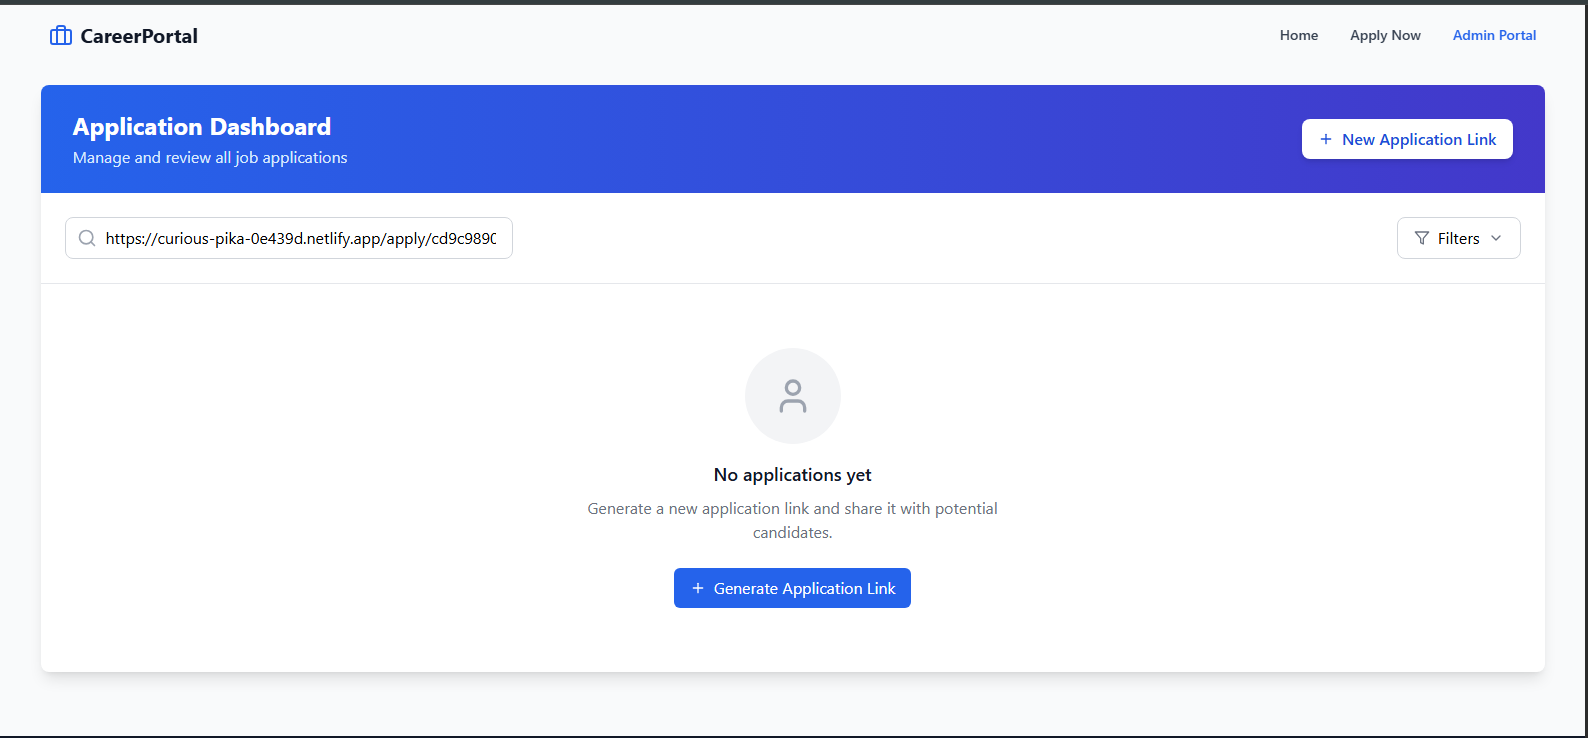 CareerPortal
Home
Apply Now
Admin Portal
Application Dashboard
Manage and review all job applications
+ New Application Link
https://curious-pika-0e439d.netlify.app/apply/cd9c9890
Filters
No applications yet
Generate a new application link and share it with potential
candidates.
+ Generate Application Link